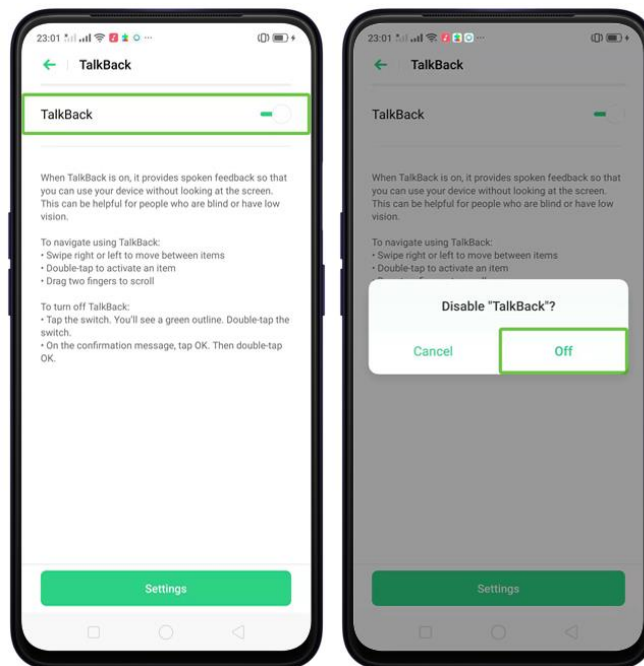 23:01
TalkBack
TalkBack
When TalkBack is on, it provides spoken feedback so that
you can use your device without looking at the screen.
This can be helpful for people who are blind or have low
vision.
To navigate using TalkBack:
• Swipe right or left to move between items
• Double-tap to activate an item
• Drag two fingers to scroll
To turn off TalkBack:
• Tap the switch. You'll see a green outline. Double-tap the
switch.
• On the confirmation message, tap OK. Then double-tap
OK.
Settings
23:01
TalkBack
TalkBack
When TalkBack is on, it provides spoken feedback so that
you can use your device without looking at the screen.
This can be helpful for people who are blind or have low
vision.
To navigate using TalkBack:
• Swipe right or left to move between items
• Double-tap to activate an item
Disable "TalkBack"?
Cancel
Off
Settings